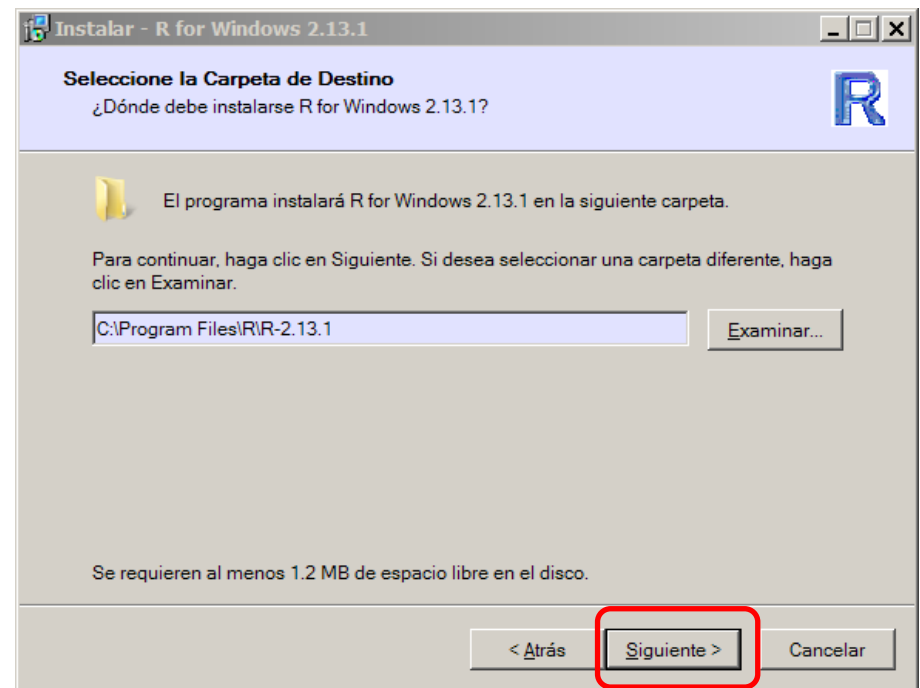 Instalar - R for Windows 2.13.1
Seleccione la Carpeta de Destino
¿Dónde debe instalarse R for Windows 2.13.1?
R
El programa instalará R for Windows 2.13.1 en la siguiente carpeta.
Para continuar, haga clic en Siguiente. Si desea seleccionar una carpeta diferente, haga
clic en Examinar.
C:\Program Files\R\R-2.13.1
Examinar...
Se requieren al menos 1.2 MB de espacio libre en el disco.
< Atrás
Siguiente >
Cancelar